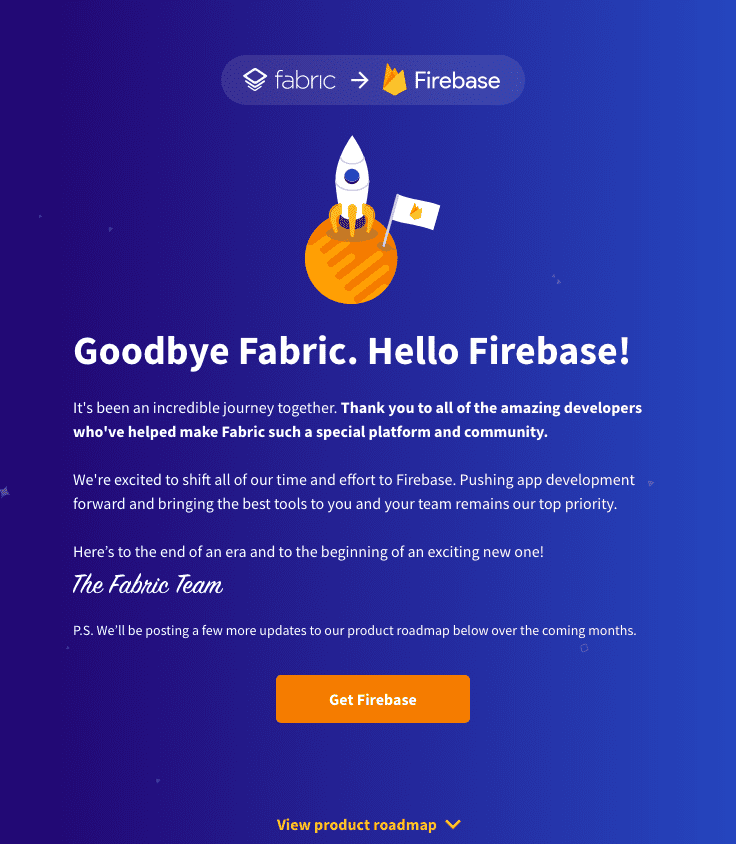 fabric → Firebase
Goodbye Fabric. Hello Firebase!
It's been an incredible journey together. Thank you to all of the amazing developers
who've helped make Fabric such a special platform and community.
We're excited to shift all of our time and effort to Firebase. Pushing app development
forward and bringing the best tools to you and your team remains our top priority.
Here’s to the end of an era and to the beginning of an exciting new one!
The Fabric Team
P.S. We’ll be posting a few more updates to our product roadmap below over the coming months.
Get Firebase
View product roadmap